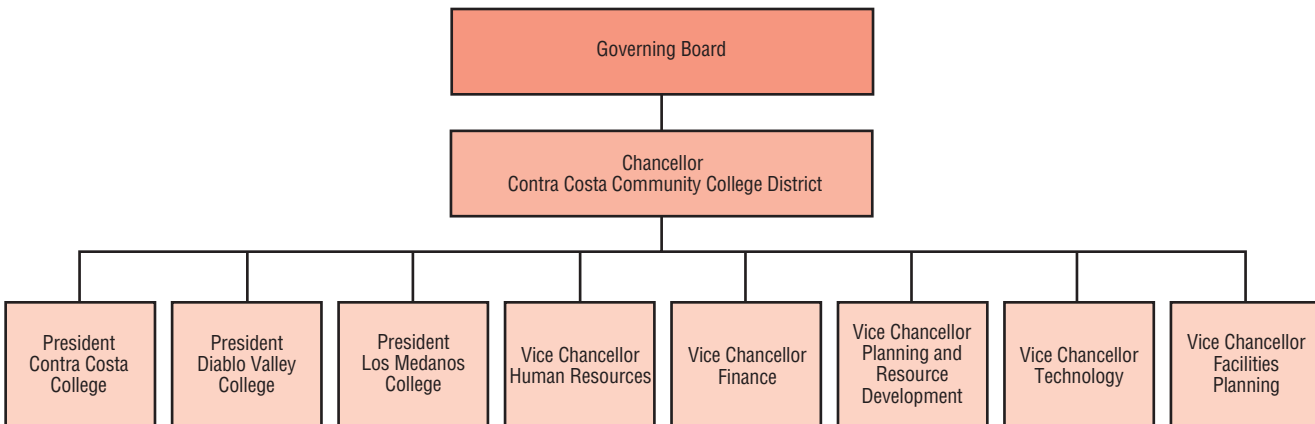 Governing Board
Chancellor
Contra Costa Community College District
President
Contra Costa
College
President
Diablo Valley
College
President
Los Medanos
College
Vice Chancellor
Human Resources
Vice Chancellor
Finance
Vice Chancellor
Planning and
Resource
Development
Vice Chancellor
Technology
Vice Chancellor
Facilities
Planning